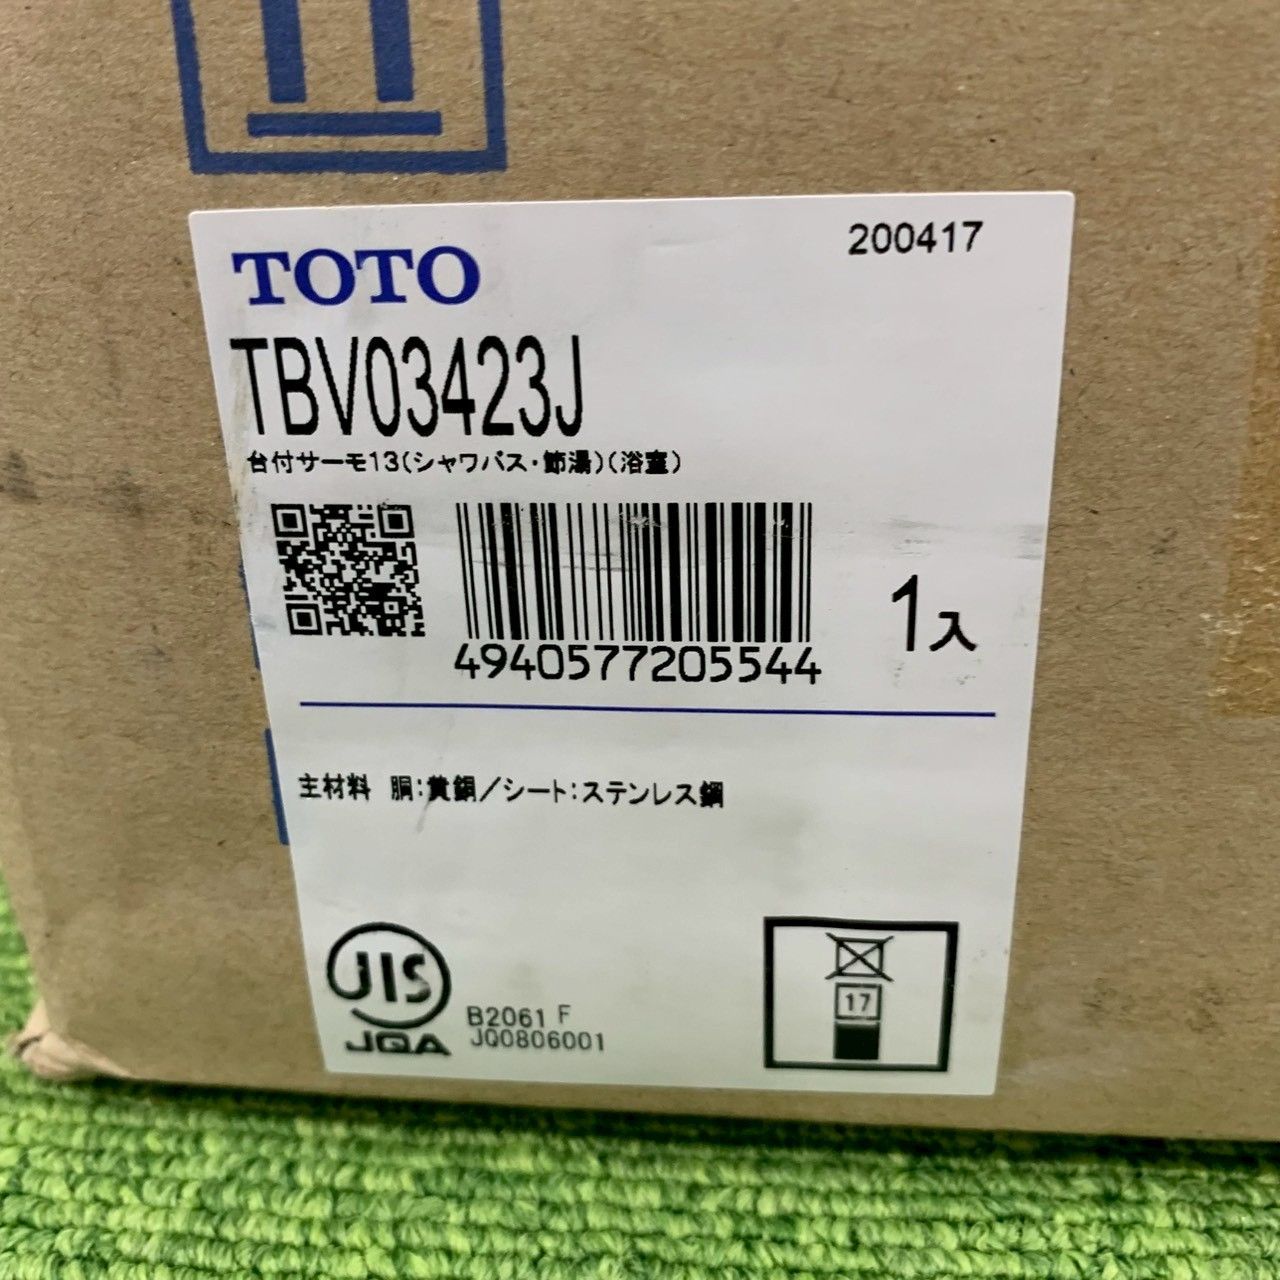 TOTO
200417
TBV03423J
台付サーモ13(シャワバス・節湯)(浴室)
4940577205544
1入
主材料 胴:黄銅/シート:ステンレス鋼
JIS
JQA
B2061 F
JQ0806001
17